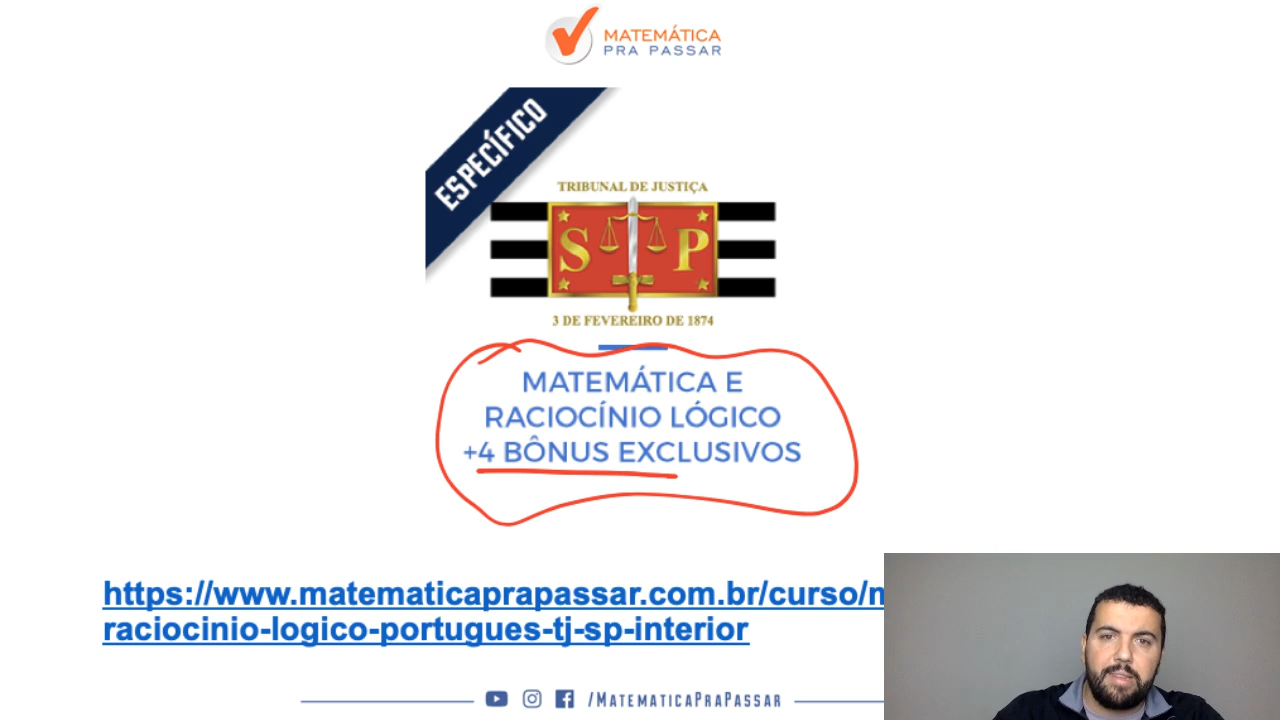 MATEMÁTICA
PRA PASSAR
ESPECÍFICO
TRIBUNAL DE JUSTIÇA
S P
3 DE FEVEREIRO DE 1874
MATEMÁTICA E
RACIOCÍNIO LÓGICO
+4 BÔNUS EXCLUSIVOS
https://www.matematicaprapassar.com.br/curso/
raciocinio-logico-portugues-tj-sp-interior
/MATEMATICAPRAPASSAR